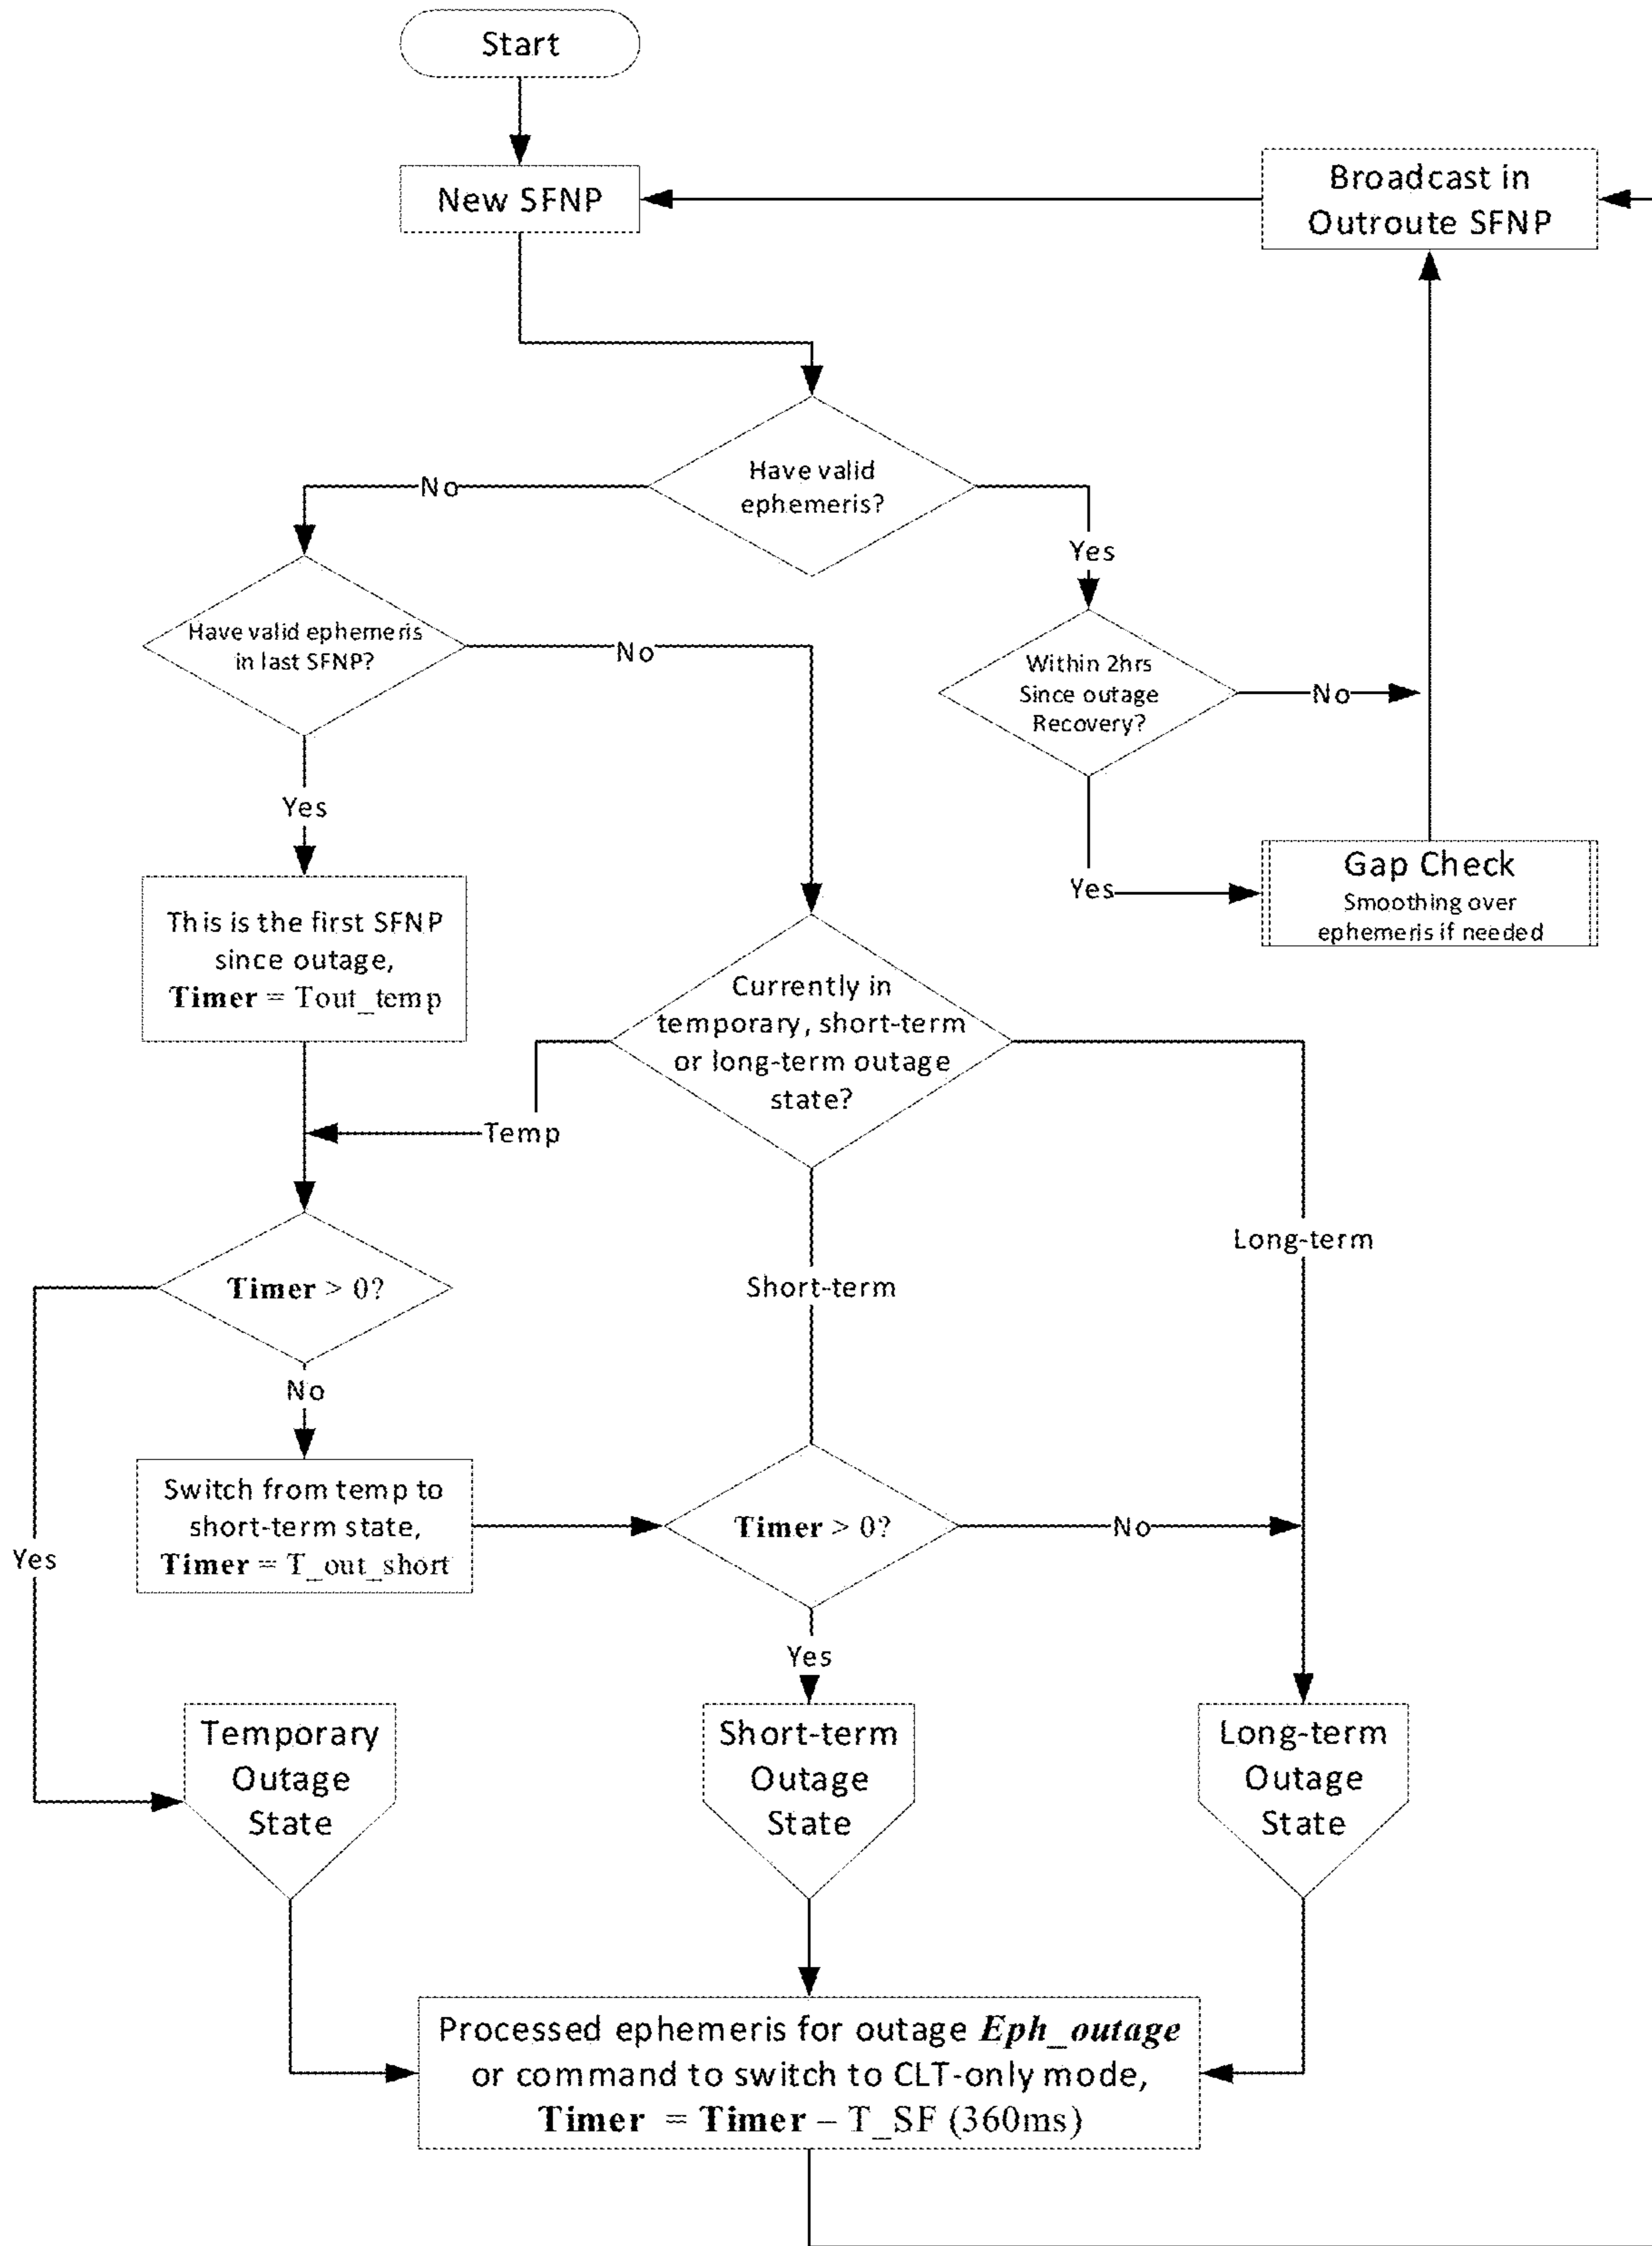 Start
New SFNP
Broadcast in
Outroute SFNP
Have valid
ephemeris?
No
Yes
Have valid ephemeris
in last SFNP?
No
Within 2hrs
Since outage
Recovery?
No
Yes
Yes
Gap Check
Smoothing over
ephemeris if needed
This is the first SFNP
since outage,
Timer = Tout_temp
Currently in
temporary, short-term
or long-term outage
state?
Temp
Long-term
Short-term
Timer > 0?
No
Yes
Switch from temp to
short-term state,
Timer = T_out_short
Timer > 0?
No
Yes
Temporary
Outage
State
Short-term
Outage
State
Long-term
Outage
State
Processed ephemeris for outage Eph_outage
or command to switch to CLT-only mode,
Timer = Timer – T_SF (360ms)